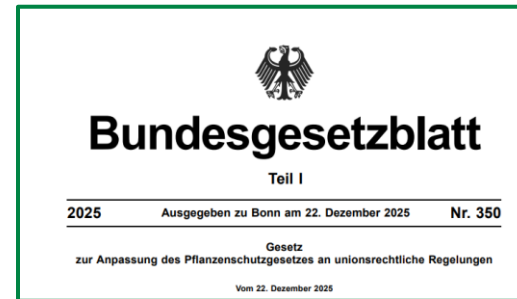 Bundesgesetzblatt
Teil I
2025 Ausgegeben zu Bonn am 22. Dezember 2025 Nr. 350
Gesetz
zur Anpassung des Pflanzenschutzgesetzes an unionsrechtliche Regelungen
Vom 22. Dezember 2025